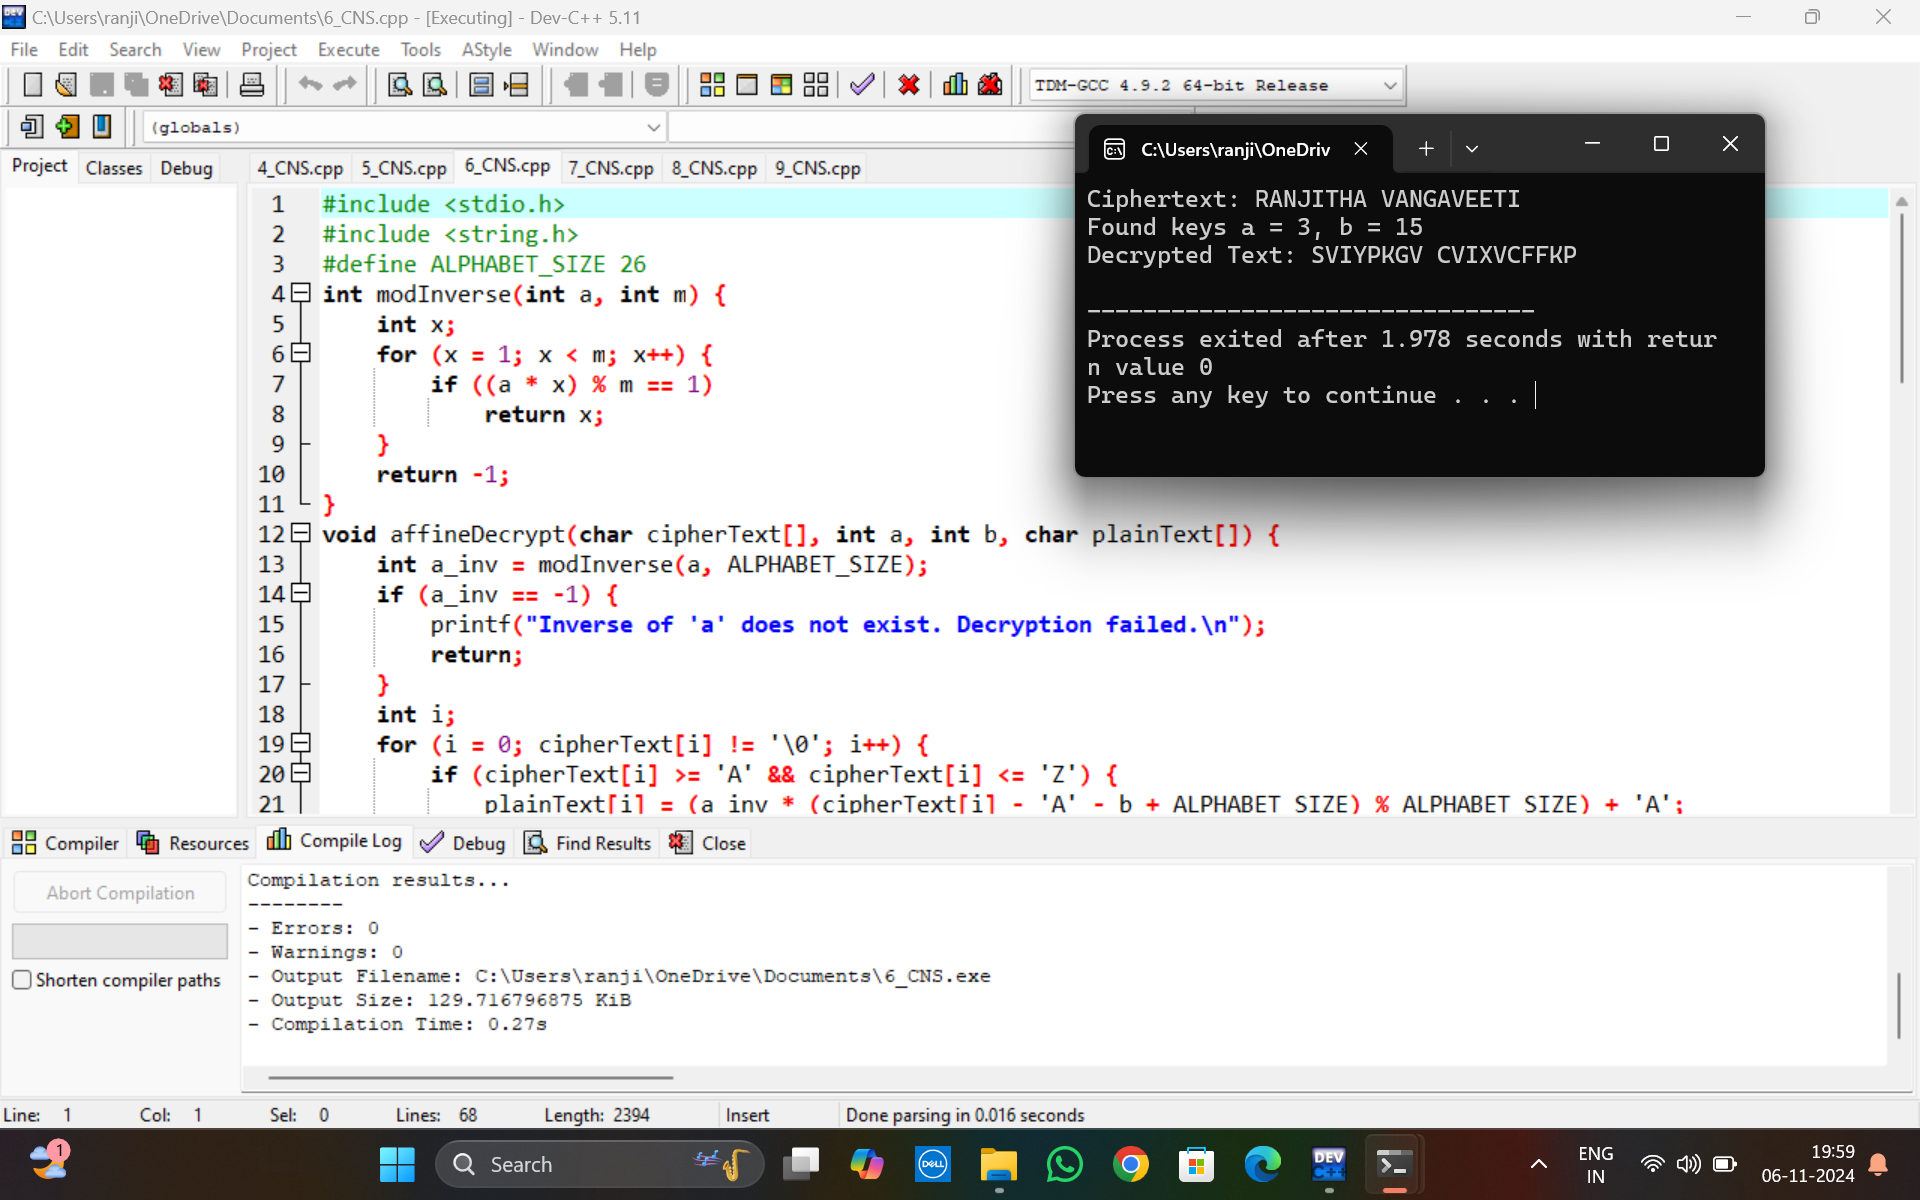 C:\Users\ranji\OneDrive\Documents\6_CNS.cpp - [Executing] - Dev-C++ 5.11
File Edit Search View Project Execute Tools AStyle Window Help
TDM-GCC 4.9.2 64-bit Release
(globals)
Project Classes Debug
4_CNS.cpp 5_CNS.cpp 6_CNS.cpp 7_CNS.cpp 8_CNS.cpp 9_CNS.cpp
1 #include <stdio.h>
2 #include <string.h>
3 #define ALPHABET_SIZE 26
4 int modInverse(int a, int m) {
5 int x;
6 for (x = 1; x < m; x++) {
7 if ((a * x) % m == 1)
8 return x;
9 }
10 return -1;
11 }
12 void affineDecrypt(char cipherText[], int a, int b, char plainText[]) {
13 int a_inv = modInverse(a, ALPHABET_SIZE);
14 if (a_inv == -1) {
15 printf("Inverse of 'a' does not exist. Decryption failed.\n");
16 return;
17 }
18 int i;
19 for (i = 0; cipherText[i] != '\0'; i++) {
20 if (cipherText[i] >= 'A' && cipherText[i] <= 'Z') {
21 plainText[i] = (a_inv * (cipherText[i] - 'A' - b + ALPHABET_SIZE) % ALPHABET_SIZE) + 'A';
C:\Users\ranji\OneDriv
Ciphertext: RANJITHA VANGAVEETI
Found keys a = 3, b = 15
Decrypted Text: SVIYPKGV CVIXVCFFKP
--------------------------------
Process exited after 1.978 seconds with retur
n value 0
Press any key to continue . . .
Compiler Resources Compile Log Debug Find Results Close
Abort Compilation
Shorten compiler paths
Compilation results...
--------
- Errors: 0
- Warnings: 0
- Output Filename: C:\Users\ranji\OneDrive\Documents\6_CNS.exe
- Output Size: 129.716796875 KiB
- Compilation Time: 0.27s
Line: 1 Col: 1 Sel: 0 Lines: 68 Length: 2394 Insert Done parsing in 0.016 seconds
1
Search
DELL
DEV
C++
ENG
IN
19:59
06-11-2024